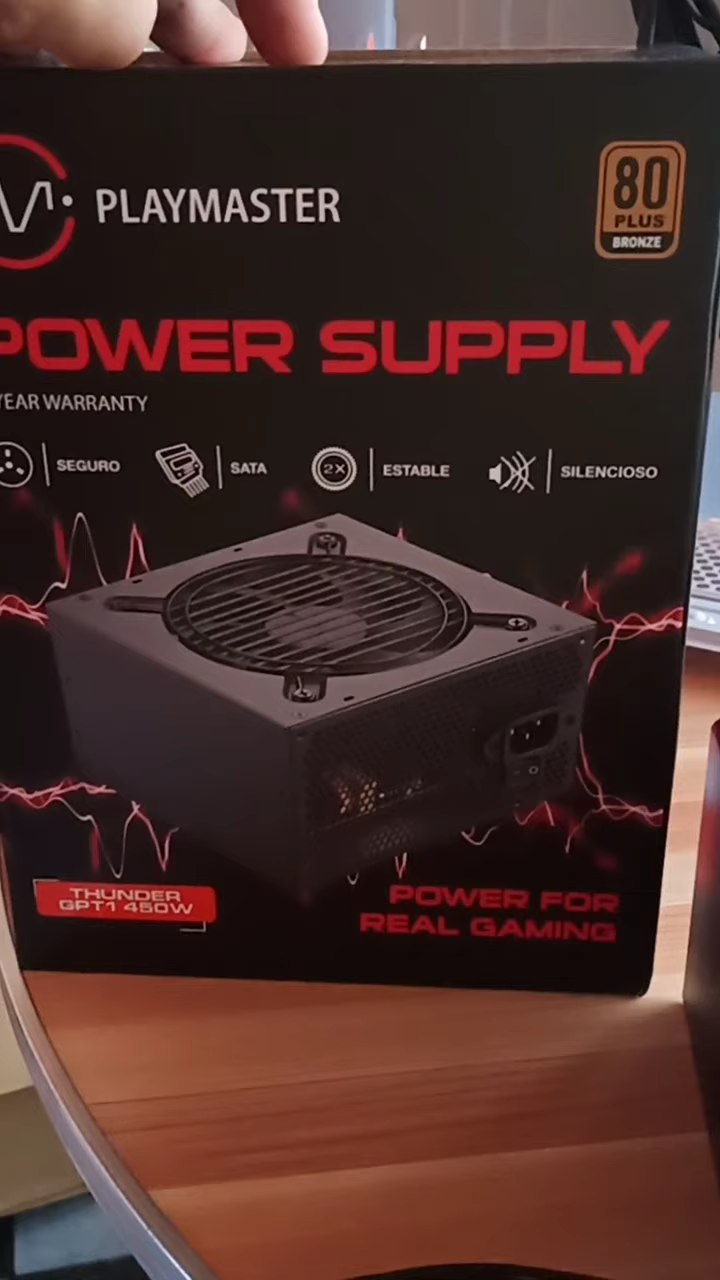 PLAYMASTER
80
PLUS
BRONZE
POWER SUPPLY
YEAR WARRANTY
SEGURO
SATA
2X
ESTABLE
SILENCIOSO
THUNDER
GPT1 450W
POWER FOR
REAL GAMING